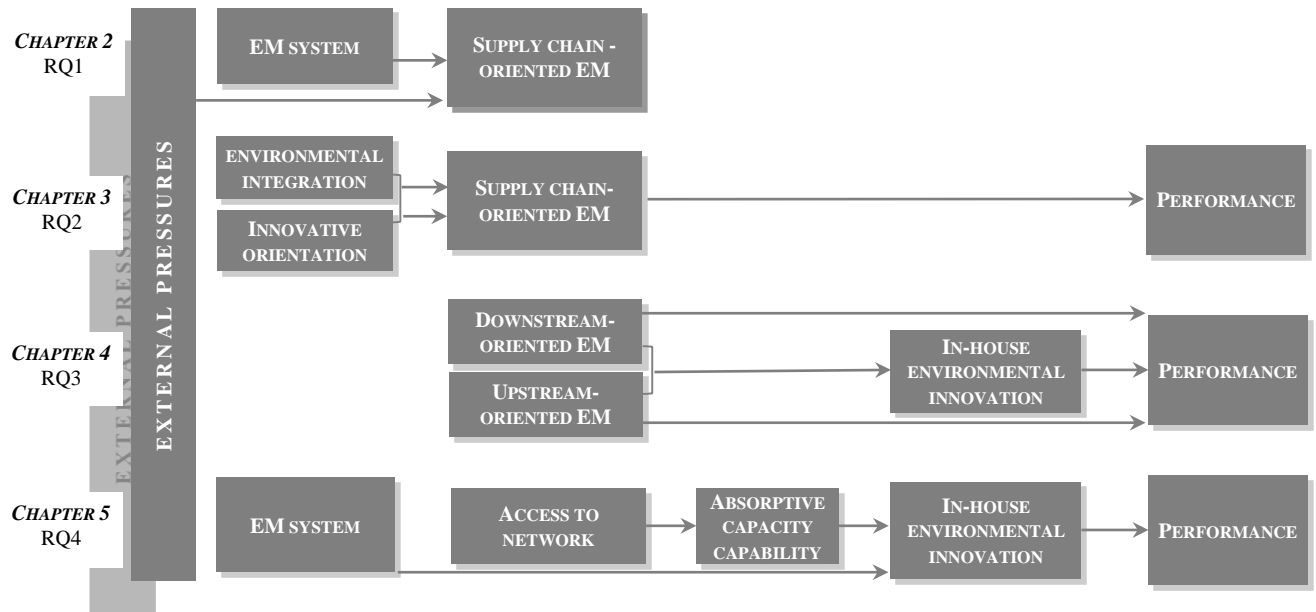 CHAPTER 2
RQ1
EM SYSTEM
SUPPLY CHAIN -
ORIENTED EM
EXTERNAL PRESSURES
EXTERNAL PRESSURES
CHAPTER 3
RQ2
ENVIRONMENTAL
INTEGRATION
INNOVATIVE
ORIENTATION
SUPPLY CHAIN-
ORIENTED EM
PERFORMANCE
CHAPTER 4
RQ3
DOWNSTREAM-
ORIENTED EM
UPSTREAM-
ORIENTED EM
IN-HOUSE
ENVIRONMENTAL
INNOVATION
PERFORMANCE
CHAPTER 5
RQ4
EM SYSTEM
ACCESS TO
NETWORK
ABSORPTIVE
CAPACITY
CAPABILITY
IN-HOUSE
ENVIRONMENTAL
INNOVATION
PERFORMANCE